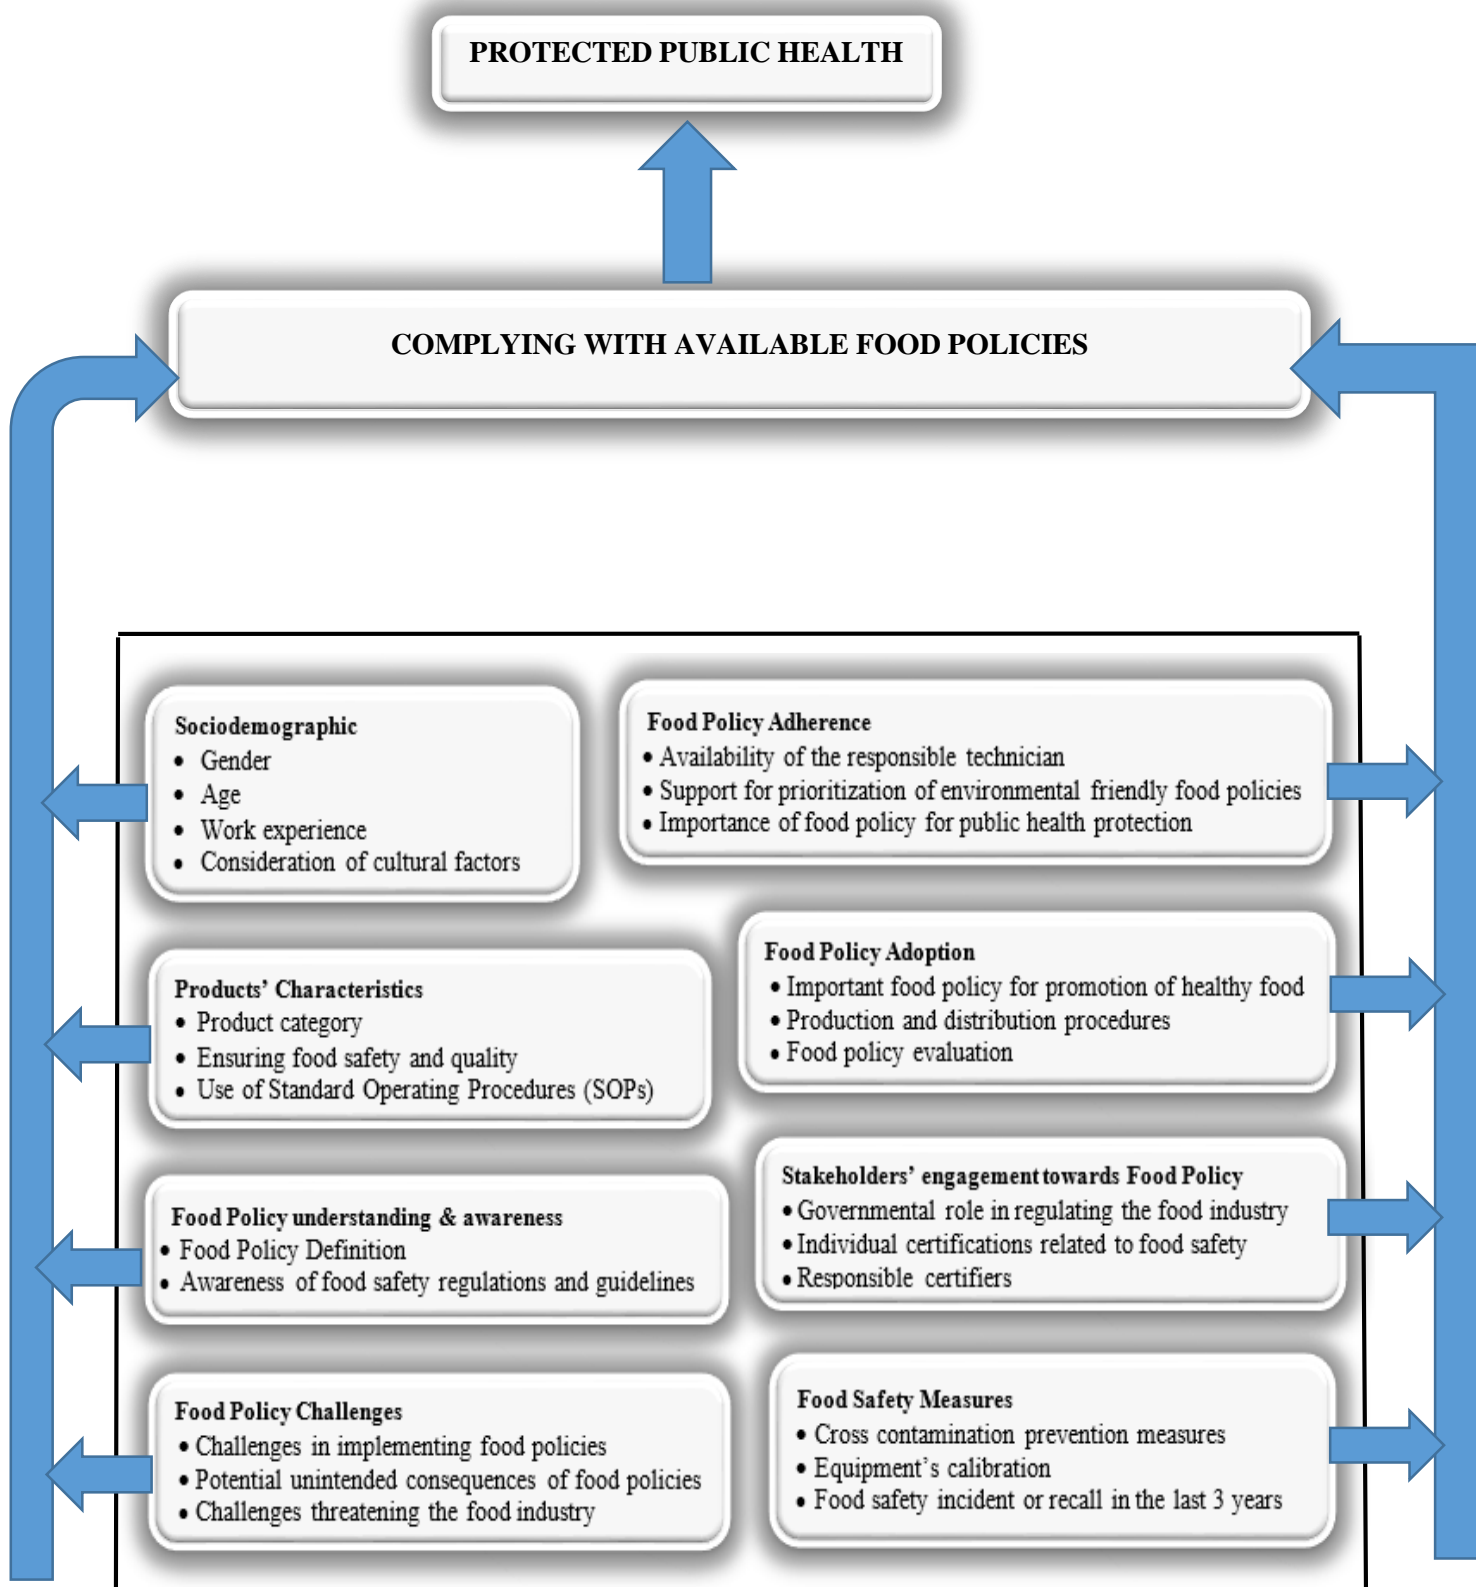 PROTECTED PUBLIC HEALTH
COMPLYING WITH AVAILABLE FOOD POLICIES
Sociodemographic
• Gender
• Age
• Work experience
• Consideration of cultural factors
Food Policy Adherence
• Availability of the responsible technician
• Support for prioritization of environmental friendly food policies
• Importance of food policy for public health protection
Products’ Characteristics
• Product category
• Ensuring food safety and quality
• Use of Standard Operating Procedures (SOPs)
Food Policy Adoption
• Important food policy for promotion of healthy food
• Production and distribution procedures
• Food policy evaluation
Food Policy understanding & awareness
• Food Policy Definition
• Awareness of food safety regulations and guidelines
Stakeholders’ engagement towards Food Policy
• Governmental role in regulating the food industry
• Individual certifications related to food safety
• Responsible certifiers
Food Policy Challenges
• Challenges in implementing food policies
• Potential unintended consequences of food policies
• Challenges threatening the food industry
Food Safety Measures
• Cross contamination prevention measures
• Equipment’s calibration
• Food safety incident or recall in the last 3 years